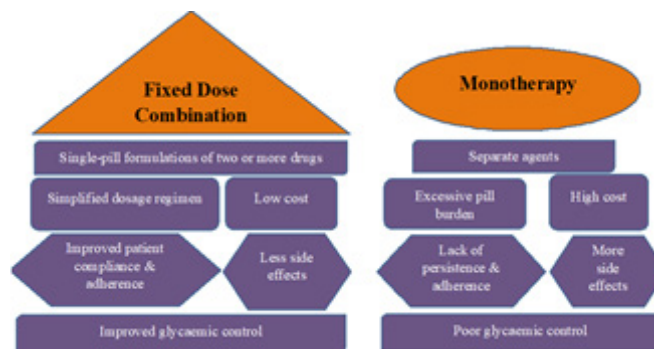 Fixed Dose
Combination
Single-pill formulations of two or more drugs
Simplified dosage regimen
Low cost
Improved patient
compliance &
adherence
Less side
effects
Improved glycaemic control
Monotherapy
Separate agents
Excessive pill
burden
High cost
Lack of
persistence &
adherence
More
side
effects
Poor glycaemic control